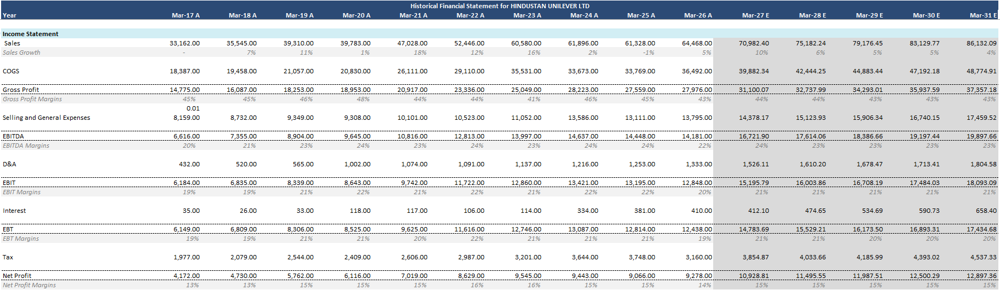 Historical Financial Statement for HINDUSTAN UNILEVER LTD
Year Mar-17 A Mar-18 A Mar-19 A Mar-20 A Mar-21 A Mar-22 A Mar-23 A Mar-24 A Mar-25 A Mar-26 A Mar-27 E Mar-28 E Mar-29 E Mar-30 E Mar-31 E
Income Statement
Sales 33,162.00 35,545.00 39,310.00 39,783.00 47,028.00 52,446.00 60,580.00 61,896.00 61,328.00 64,468.00 70,982.40 75,182.24 79,176.45 83,129.77 86,132.09
Sales Growth - 7% 11% 1% 18% 12% 16% 2% -1% 5% 10% 6% 5% 5% 4%
COGS 18,387.00 19,458.00 21,057.00 20,830.00 26,111.00 29,110.00 35,531.00 33,673.00 33,769.00 36,492.00 39,882.34 42,444.25 44,883.44 47,192.18 48,774.91
Gross Profit 14,775.00 16,087.00 18,253.00 18,953.00 20,917.00 23,336.00 25,049.00 28,223.00 27,559.00 27,976.00 31,100.07 32,737.99 34,293.01 35,937.59 37,357.18
Gross Profit Margins 45% 45% 46% 48% 44% 44% 41% 46% 45% 43% 44% 44% 43% 43% 43%
0.01
Selling and General Expenses 8,159.00 8,732.00 9,349.00 9,308.00 10,101.00 10,523.00 11,052.00 13,586.00 13,111.00 13,795.00 14,378.17 15,123.93 15,906.34 16,740.15 17,459.52
EBITDA 6,616.00 7,355.00 8,904.00 9,645.00 10,816.00 12,813.00 13,997.00 14,637.00 14,448.00 14,181.00 16,721.90 17,614.06 18,386.66 19,197.44 19,897.66
EBITDA Margins 20% 21% 23% 24% 23% 24% 23% 24% 24% 22% 24% 23% 23% 23% 23%
D&A 432.00 520.00 565.00 1,002.00 1,074.00 1,091.00 1,137.00 1,216.00 1,253.00 1,333.00 1,526.11 1,610.20 1,678.47 1,713.41 1,804.58
EBIT 6,184.00 6,835.00 8,339.00 8,643.00 9,742.00 11,722.00 12,860.00 13,421.00 13,195.00 12,848.00 15,195.79 16,003.86 16,708.19 17,484.03 18,093.09
EBIT Margins 19% 19% 21% 22% 21% 22% 21% 22% 22% 20% 21% 21% 21% 21% 21%
Interest 35.00 26.00 33.00 118.00 117.00 106.00 114.00 334.00 381.00 410.00 412.10 474.65 534.69 590.73 658.40
EBT 6,149.00 6,809.00 8,306.00 8,525.00 9,625.00 11,616.00 12,746.00 13,087.00 12,814.00 12,438.00 14,783.69 15,529.21 16,173.50 16,893.31 17,434.68
EBT Margins 19% 19% 21% 21% 20% 22% 21% 21% 21% 19% 21% 21% 20% 20% 20%
Tax 1,977.00 2,079.00 2,544.00 2,409.00 2,606.00 2,987.00 3,201.00 3,644.00 3,748.00 3,160.00 3,854.87 4,033.66 4,185.99 4,393.02 4,537.33
Net Profit 4,172.00 4,730.00 5,762.00 6,116.00 7,019.00 8,629.00 9,545.00 9,443.00 9,066.00 9,278.00 10,928.81 11,495.55 11,987.51 12,500.29 12,897.36
Net Profit Margins 13% 13% 15% 15% 15% 16% 16% 15% 15% 14% 15% 15% 15% 15% 15%